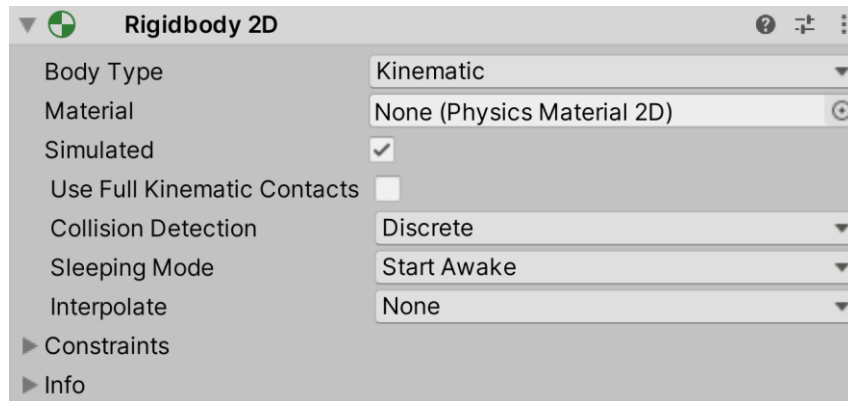 Rigidbody 2D
Body Type Kinematic
Material None (Physics Material 2D)
Simulated
Use Full Kinematic Contacts
Collision Detection Discrete
Sleeping Mode Start Awake
Interpolate None
Constraints
Info